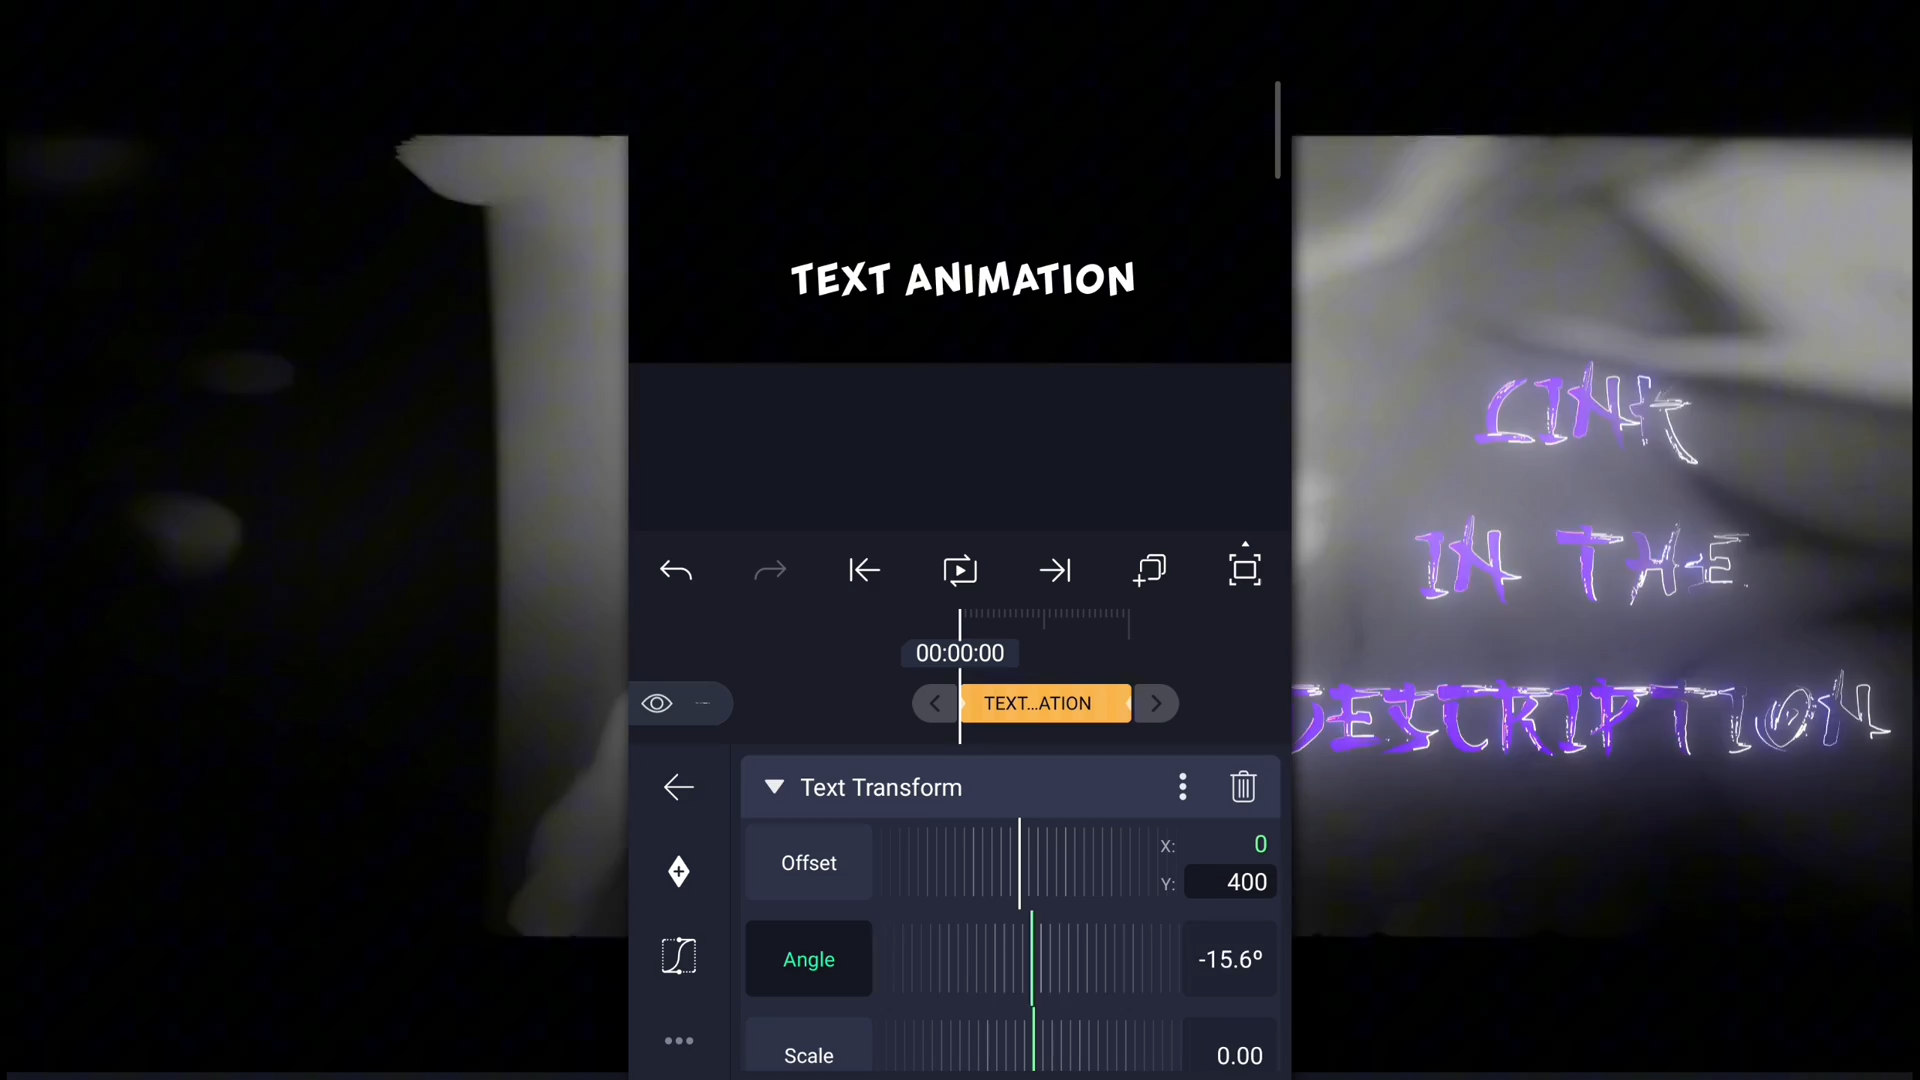 TEXT ANIMATION
LINK
IN THE
DESCRIPTION
00:00:00
TEXT...ATION
Text Transform
Offset
X: 0
Y: 400
Angle
-15.6º
Scale
0.00